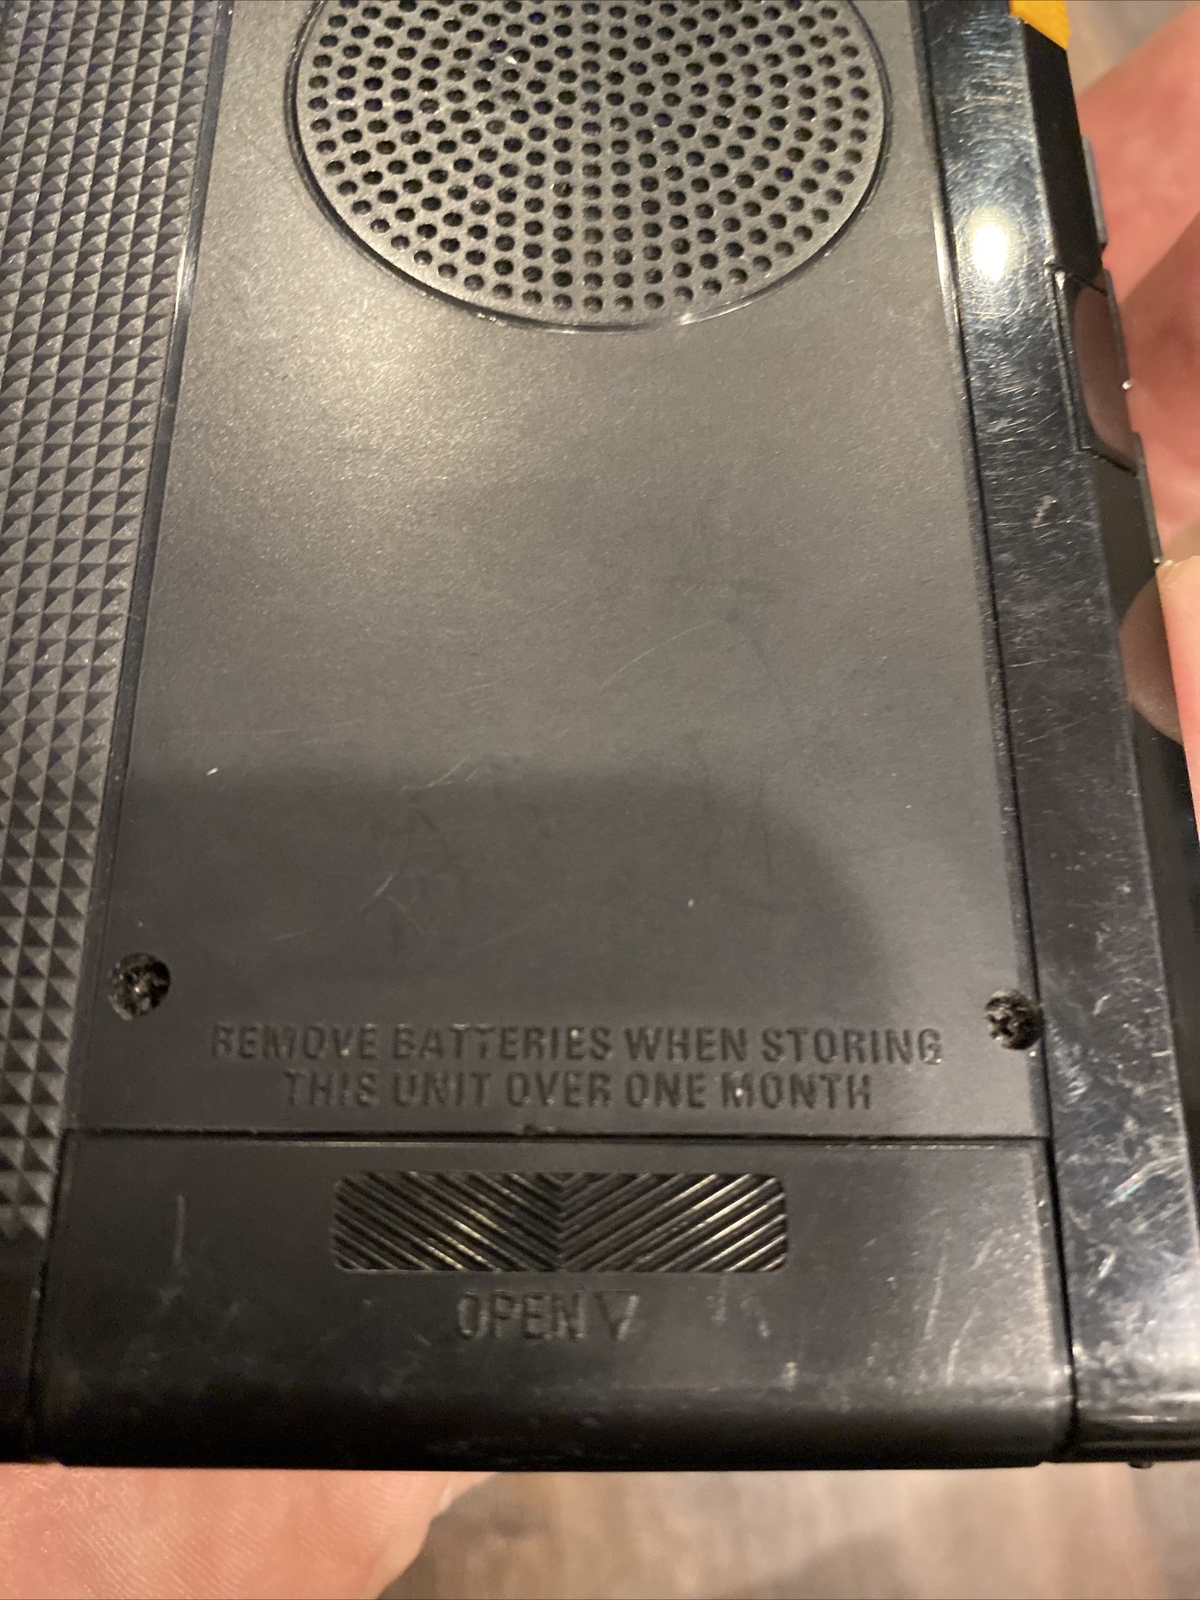 REMOVE BATTERIES WHEN STORING
THIS UNIT OVER ONE MONTH
OPEN